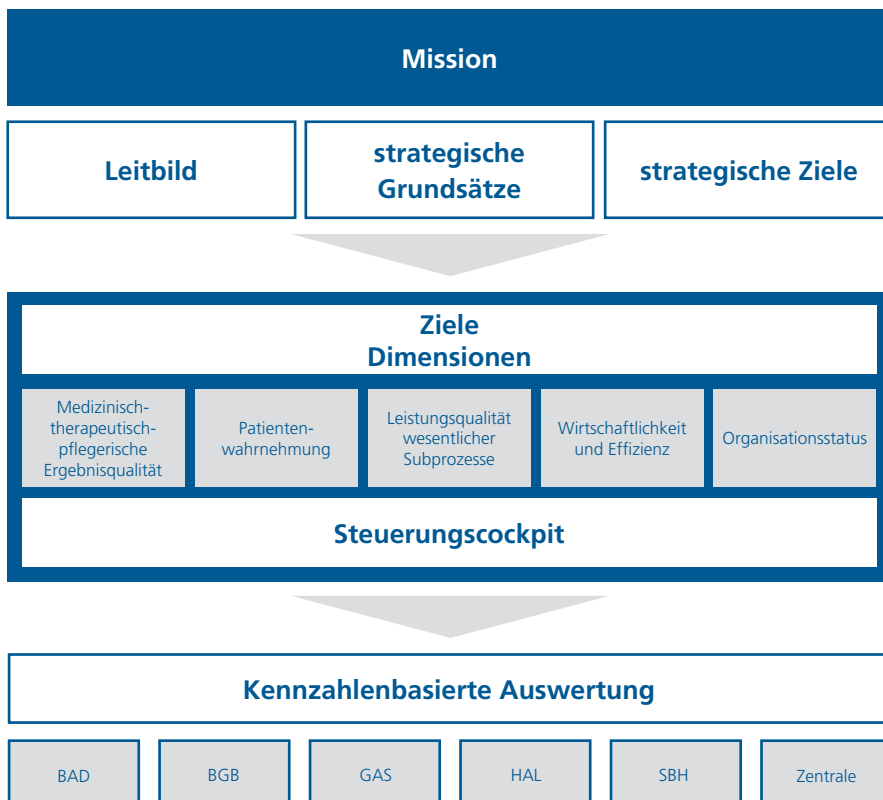 Mission
Leitbild
strategische
Grundsätze
strategische Ziele
Ziele
Dimensionen
Medizinisch-
therapeutisch-
pflegerische
Ergebnisqualität
Patienten-
wahrnehmung
Leistungsqualität
wesentlicher
Subprozesse
Wirtschaftlichkeit
und Effizienz
Organisationsstatus
Steuerungscockpit
Kennzahlenbasierte Auswertung
BAD
BGB
GAS
HAL
SBH
Zentrale